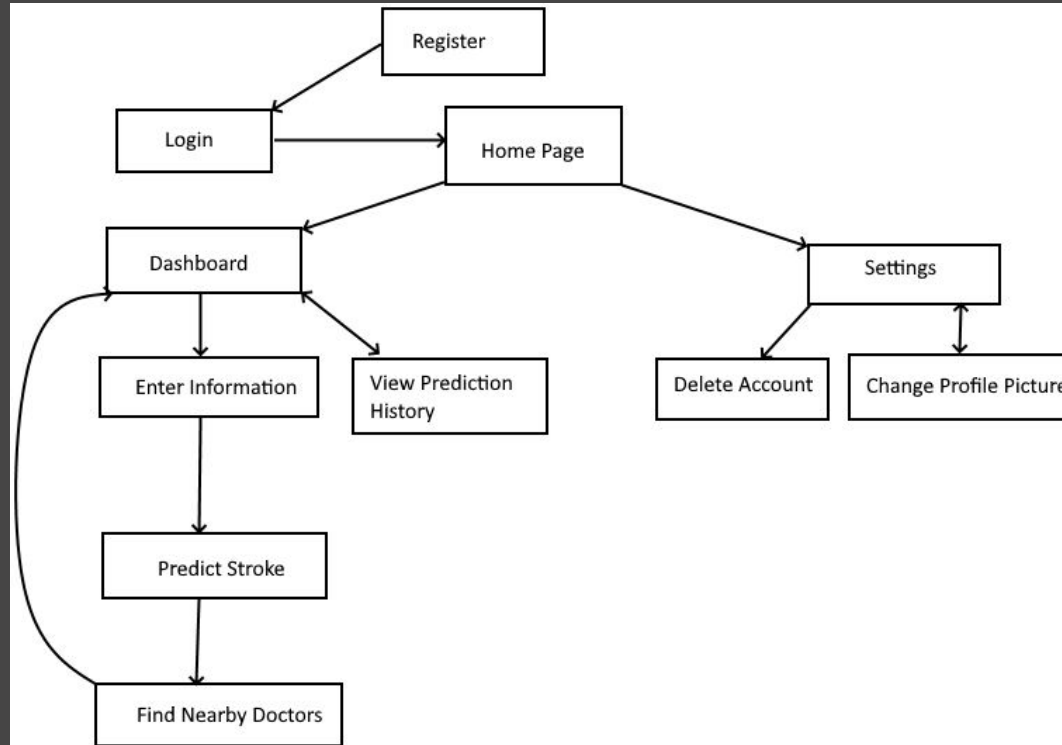 Register
Login
Home Page
Dashboard
Settings
Enter Information
View Prediction
History
Delete Account
Change Profile Picture
Predict Stroke
Find Nearby Doctors